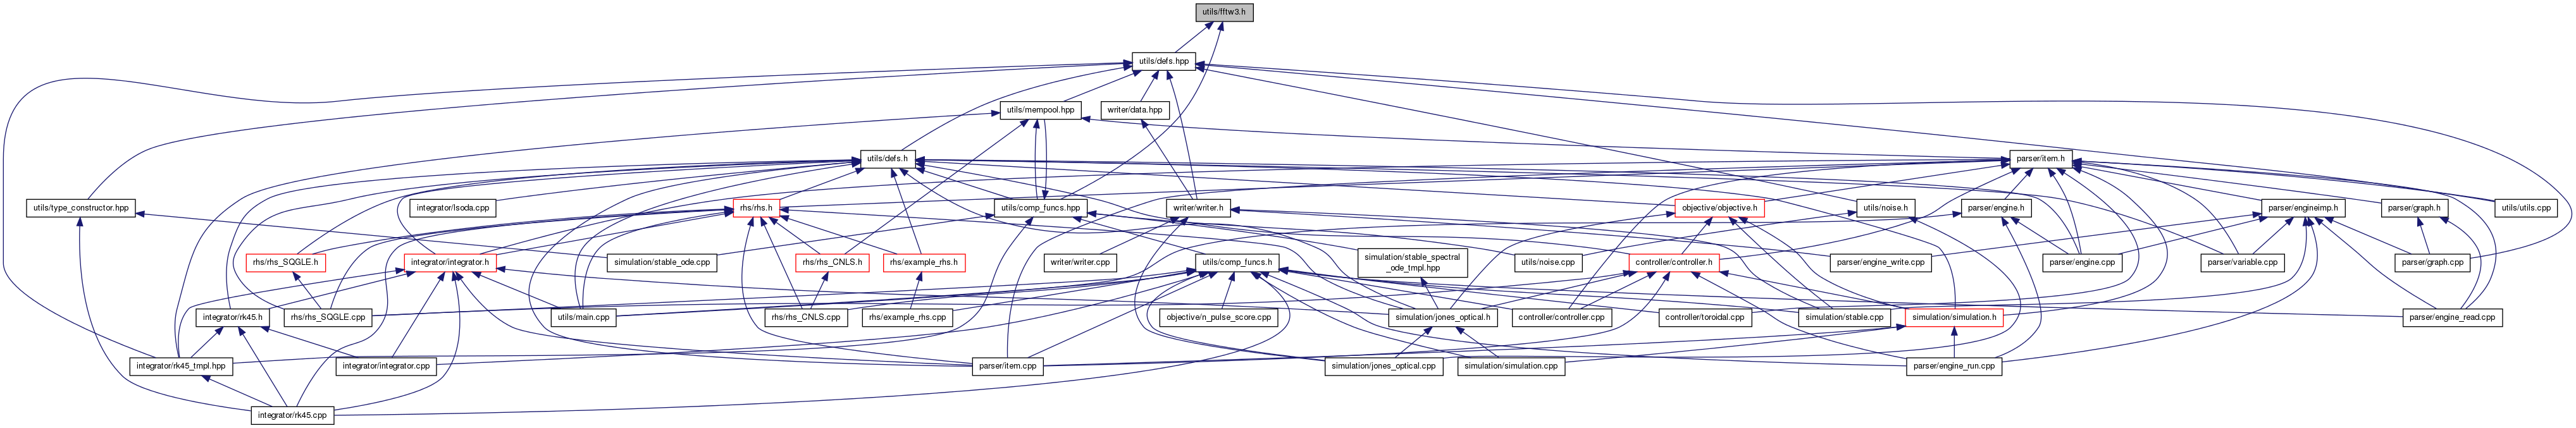 utils/fftw3.h
utils/defs.hpp
utils/mempool.hpp
writer/data.hpp
utils/defs.h
parser/item.h
utils/type_constructor.hpp
integrator/lsoda.cpp
rhs/rhs.h
utils/comp_funcs.hpp
writer/writer.h
objective/objective.h
utils/noise.h
parser/engine.h
parser/engineimp.h
parser/graph.h
utils/utils.cpp
rhs/rhs_SQGLE.h
integrator/integrator.h
simulation/stable_ode.cpp
rhs/rhs_CNLS.h
rhs/example_rhs.h
writer/writer.cpp
utils/comp_funcs.h
simulation/stable_spectral
_ode_tmpl.hpp
utils/noise.cpp
controller/controller.h
parser/engine_write.cpp
parser/engine.cpp
parser/variable.cpp
parser/graph.cpp
rhs/rhs_SQGLE.cpp
integrator/rk45.h
utils/main.cpp
rhs/rhs_CNLS.cpp
rhs/example_rhs.cpp
objective/n_pulse_score.cpp
simulation/jones_optical.h
controller/controller.cpp
controller/toroidal.cpp
simulation/stable.cpp
simulation/simulation.h
parser/engine_read.cpp
integrator/rk45_tmpl.hpp
integrator/integrator.cpp
parser/item.cpp
simulation/jones_optical.cpp
simulation/simulation.cpp
parser/engine_run.cpp
integrator/rk45.cpp